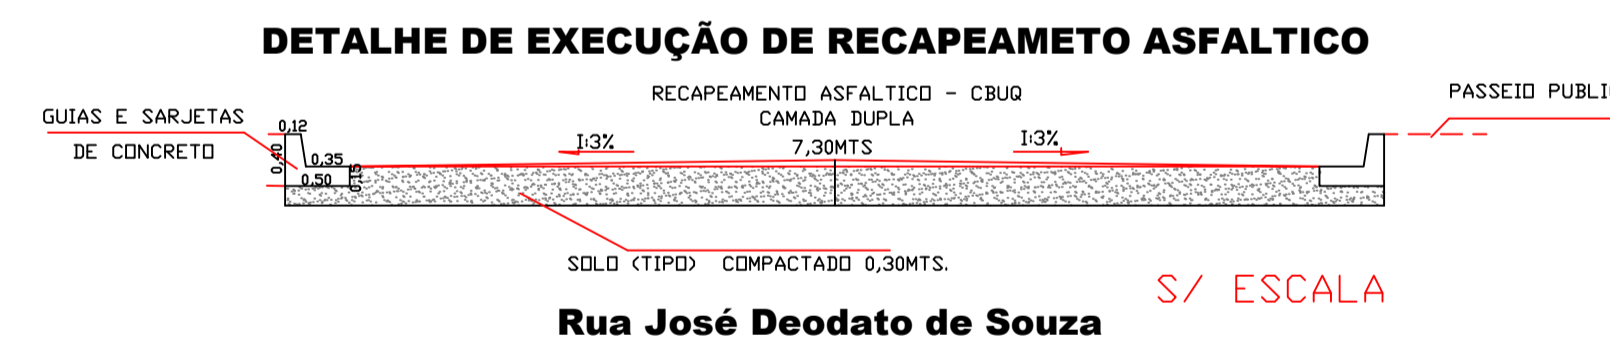 DETALHE DE EXECUÇÃO DE RECAPEAMETO ASFALTICO
RECAPEAMENTO ASFALTICO - CBUQ
CAMADA DUPLA
7,30MTS
PASSEIO PUBLI
GUIAS E SARJETAS
DE CONCRETO
0,12
0,40
0,35
0,50
0,15
I:3%
I:3%
SOLO (TIPO) COMPACTADO 0,30MTS.
S/ ESCALA
Rua José Deodato de Souza